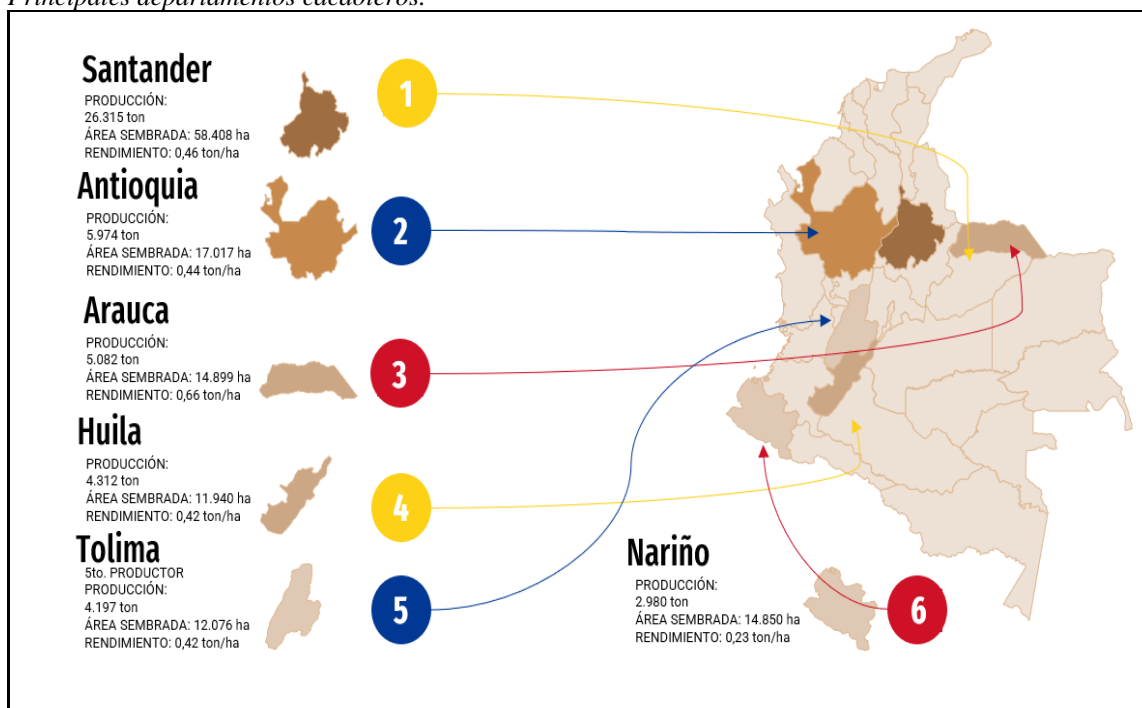 Principales departamentos cacaoteros.
Santander
PRODUCCIÓN:
26.315 ton
ÁREA SEMBRADA: 58.408 ha
RENDIMIENTO: 0,46 ton/ha
1
Antioquia
PRODUCCIÓN:
5.974 ton
ÁREA SEMBRADA: 17.017 ha
RENDIMIENTO: 0,44 ton/ha
2
Arauca
PRODUCCIÓN:
5.082 ton
ÁREA SEMBRADA: 14.899 ha
RENDIMIENTO: 0,66 ton/ha
3
Huila
PRODUCCIÓN:
4.312 ton
ÁREA SEMBRADA: 11.940 ha
RENDIMIENTO: 0,42 ton/ha
4
Tolima
5to. PRODUCTOR
PRODUCCIÓN:
4.197 ton
ÁREA SEMBRADA: 12.076 ha
RENDIMIENTO: 0,42 ton/ha
5
Nariño
PRODUCCIÓN:
2.980 ton
ÁREA SEMBRADA: 14.850 ha
RENDIMIENTO: 0,23 ton/ha
6